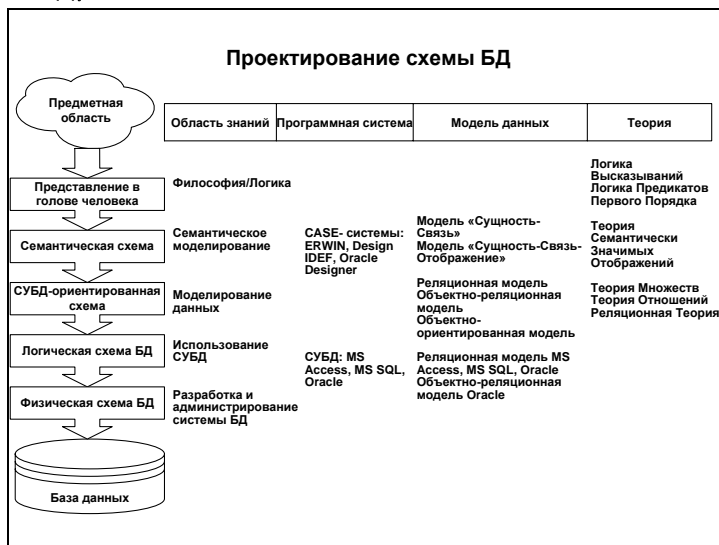 Проектирование схемы БД
Предметная
область
Область знаний
Программная система
Модель данных
Теория
Представление в
голове человека
Философия/Логика
Логика
Высказываний
Логика Предикатов
Первого Порядка
Семантическая схема
Семантическое
моделирование
CASE- системы:
ERWIN, Design
IDEF, Oracle
Designer
Модель «Сущность-
Связь»
Модель «Сущность-Связь-
Отображение»
Теория
Семантически
Значимых
Отображений
СУБД-ориентированная
схема
Моделирование
данных
Реляционная модель
Объектно-реляционная
модель
Объектно-
ориентированная модель
Теория Множеств
Теория Отношений
Реляционная Теория
Логическая схема БД
Использование
СУБД
СУБД: MS
Access, MS SQL,
Oracle
Реляционная модель MS
Access, MS SQL, Oracle
Объектно-реляционная
модель Oracle
Физическая схема БД
Разработка и
администрирование
системы БД
База данных